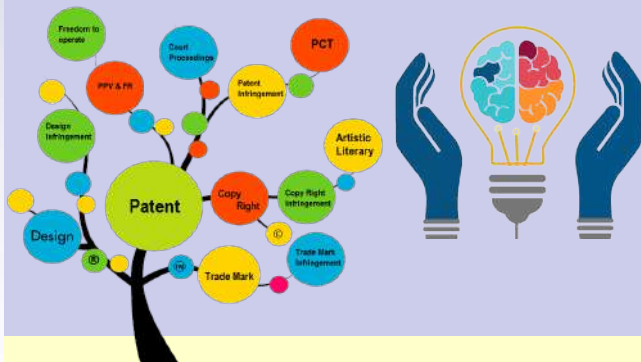 Freedom to
operate
PPV & FR
Court
Proceedings
PCT
Patent
Infringement
Design
Infringement
Artistic
Literary
Patent
Copy
Right
Copy Right
Infringement
©
Design
®
Trade Mark
Trade Mark
Infringement